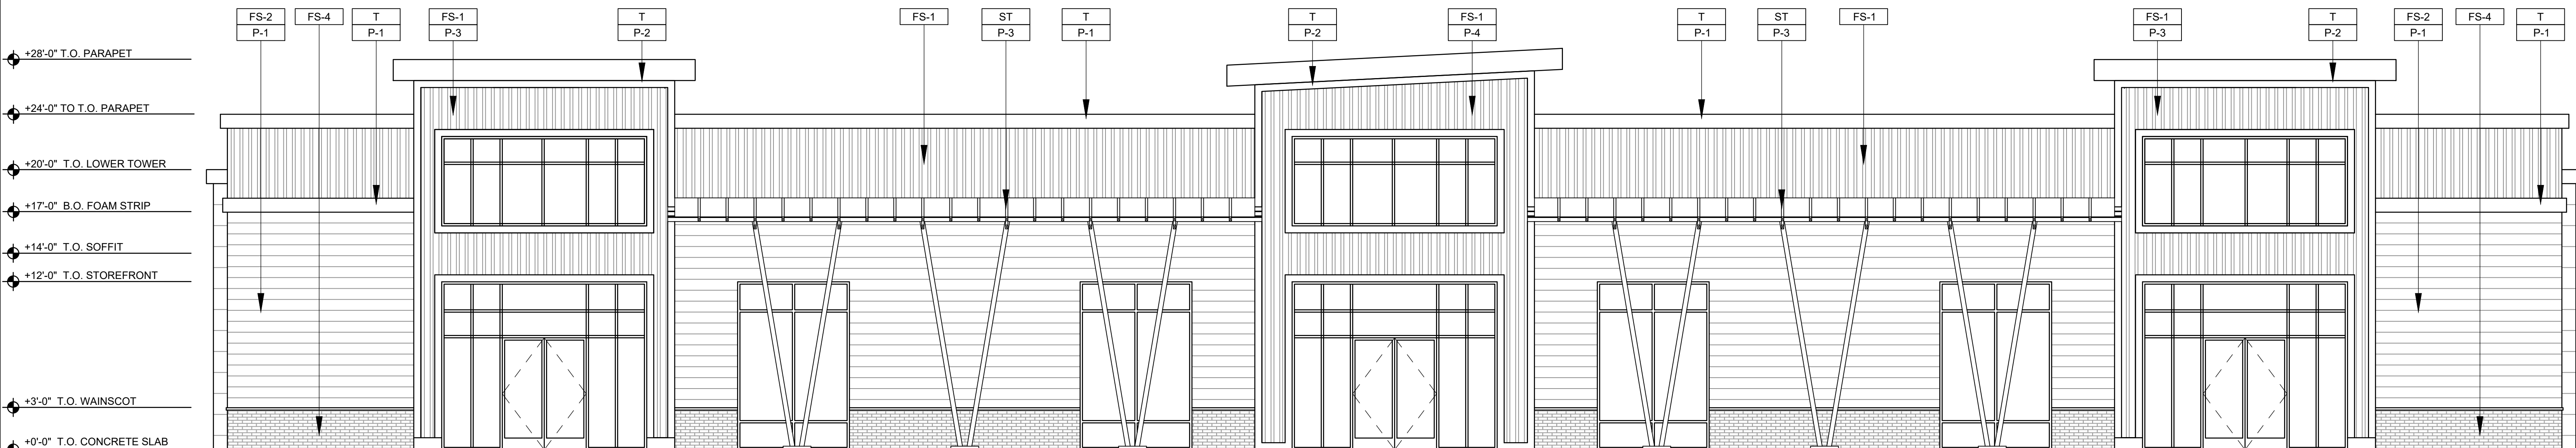 FS-2 FS-4 T FS-1 T FS-1 ST T T FS-1 T ST FS-1 FS-1 T FS-2 FS-4 T
P-1 P-1 P-3 P-2 P-3 P-1 P-2 P-4 P-1 P-3 P-3 P-2 P-1 P-1
+28'-0" T.O. PARAPET
+24'-0" TO T.O. PARAPET
+20'-0" T.O. LOWER TOWER
+17'-0" B.O. FOAM STRIP
+14'-0" T.O. SOFFIT
+12'-0" T.O. STOREFRONT
+3'-0" T.O. WAINSCOT
+0'-0" T.O. CONCRETE SLAB